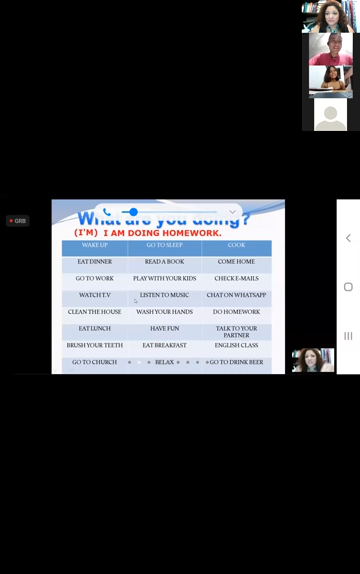 GRB
What are you doing?
(I'M) I AM DOING HOMEWORK.
WAKE UP GO TO SLEEP COOK
EAT DINNER READ A BOOK COME HOME
GO TO WORK PLAY WITH YOUR KIDS CHECK E-MAILS
WATCH T.V LISTEN TO MUSIC CHAT ON WHATSAPP
CLEAN THE HOUSE WASH YOUR HANDS DO HOMEWORK
EAT LUNCH HAVE FUN TALK TO YOUR
PARTNER
BRUSH YOUR TEETH EAT BREAKFAST ENGLISH CLASS
GO TO CHURCH RELAX GO TO DRINK BEER